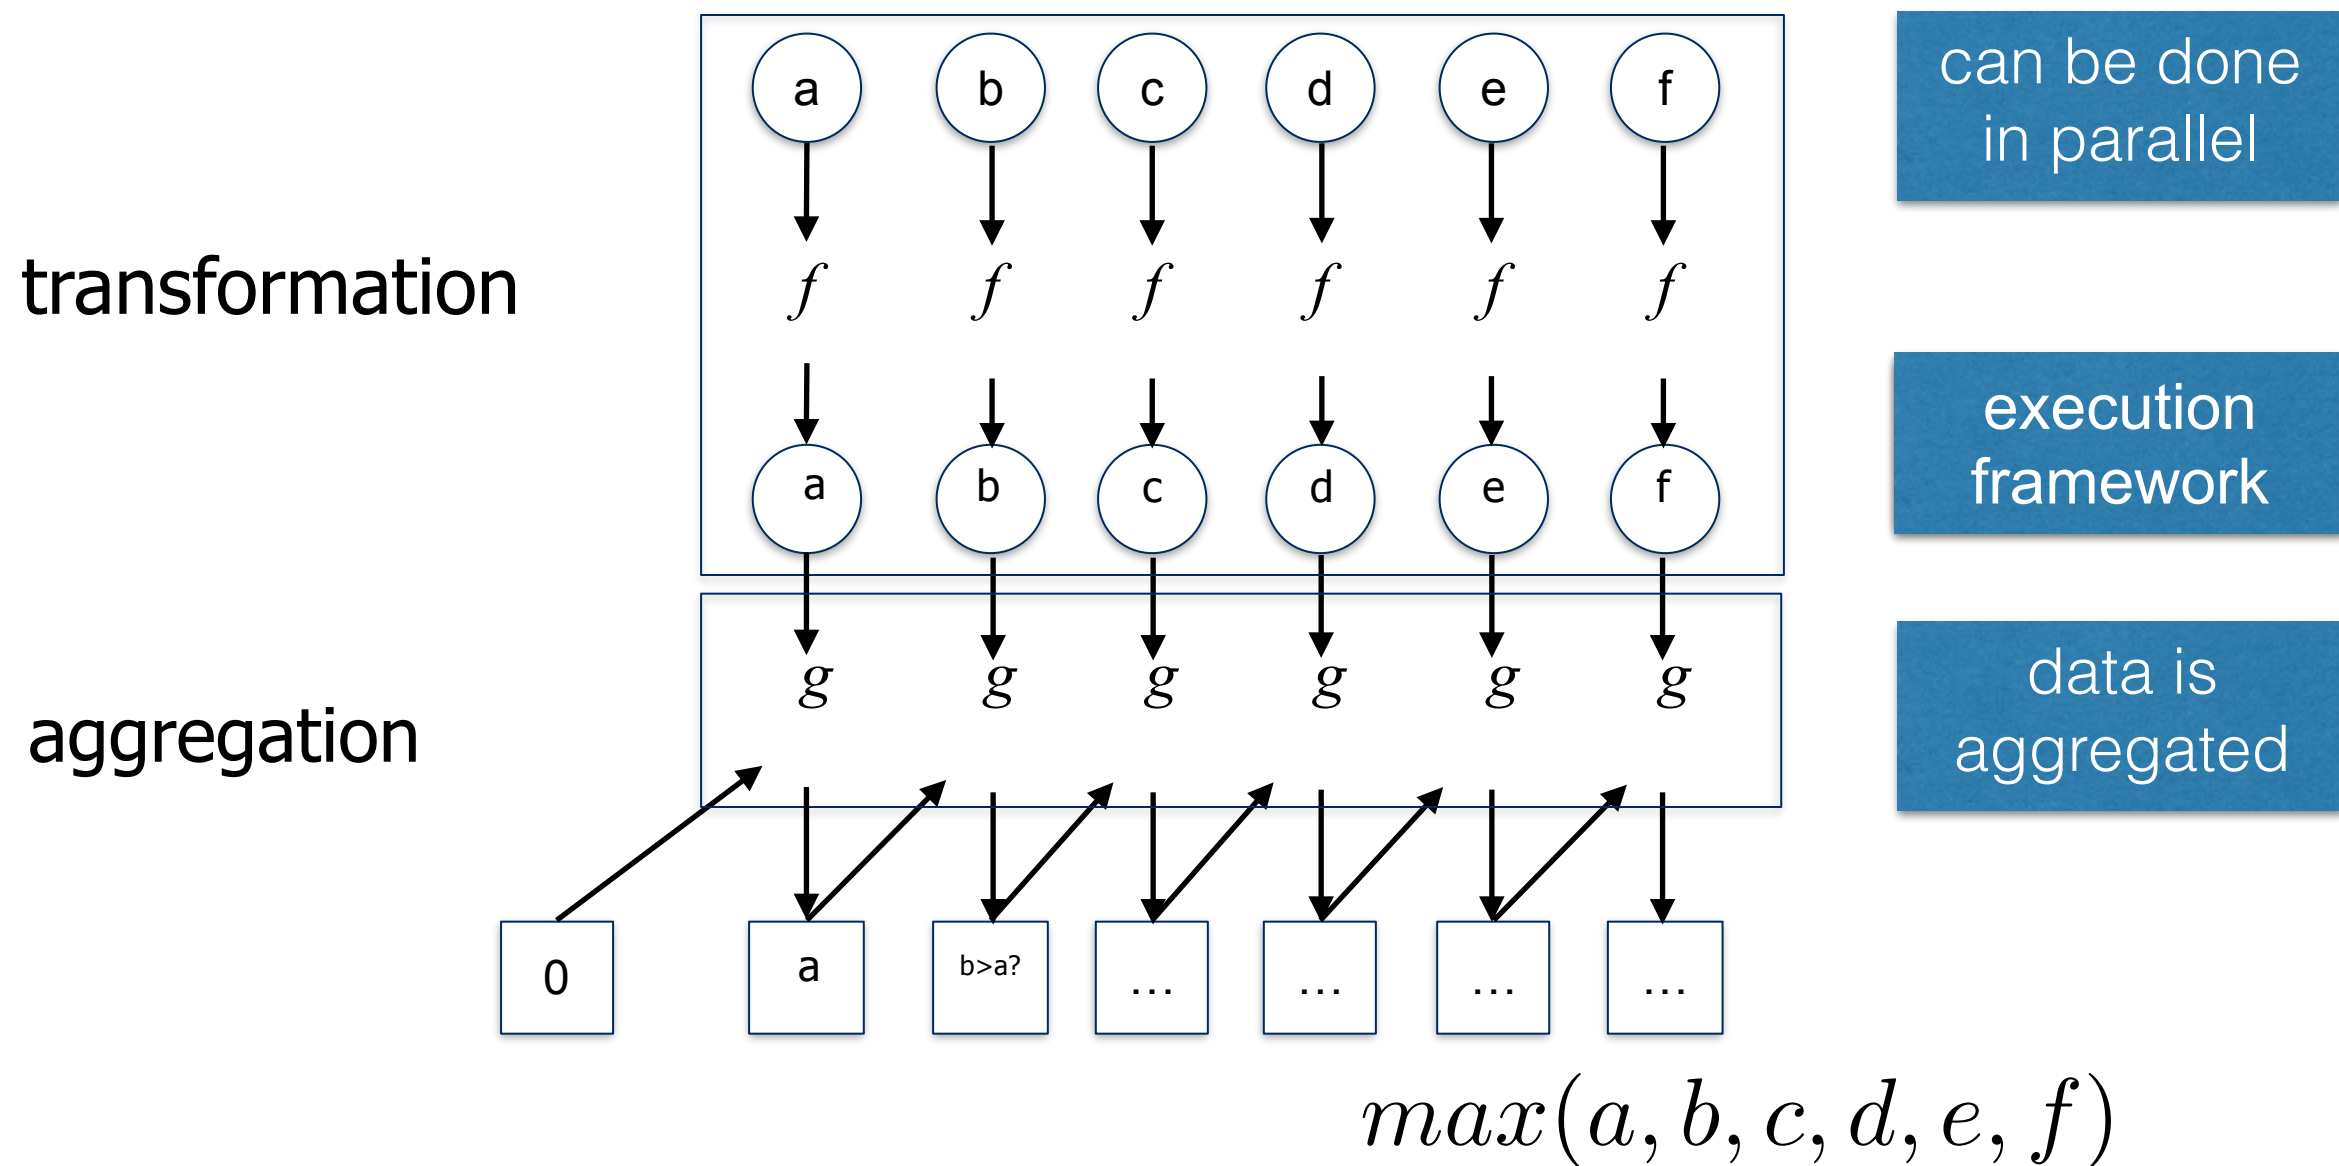 a b c d e f
can be done
in parallel
transformation
f f f f f f
execution
framework
a b c d e f
data is
aggregated
aggregation
g g g g g g
0 a b>a? ... ... ... ...
max(a, b, c, d, e, f)